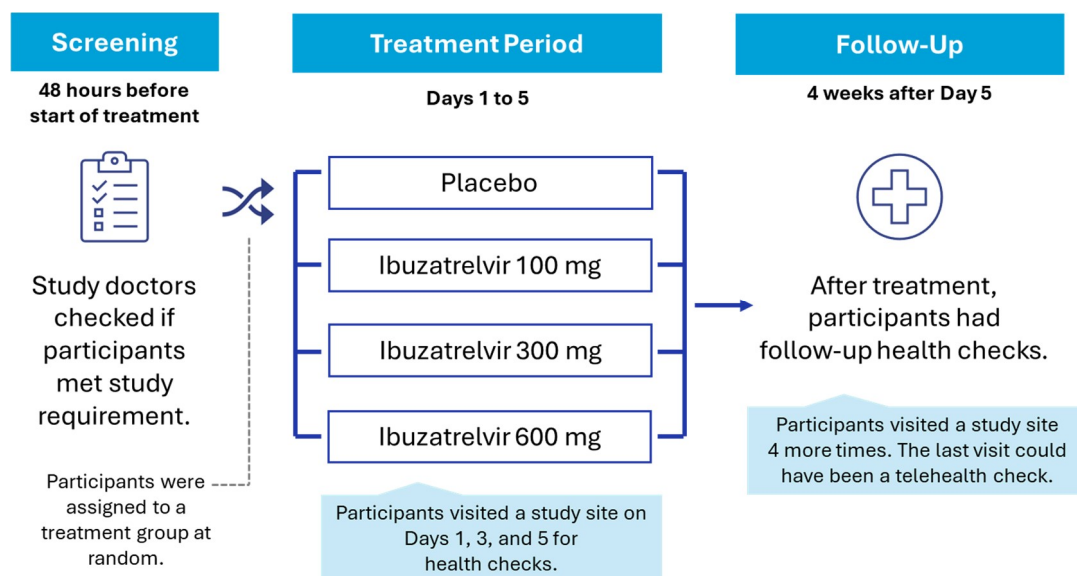 Screening
48 hours before
start of treatment
Study doctors
checked if
participants
met study
requirement.
Participants were
assigned to a
treatment group at
random.
Treatment Period
Days 1 to 5
Placebo
Ibuzatrelvir 100 mg
Ibuzatrelvir 300 mg
Ibuzatrelvir 600 mg
Participants visited a study site on
Days 1, 3, and 5 for
health checks.
Follow-Up
4 weeks after Day 5
After treatment,
participants had
follow-up health checks.
Participants visited a study site
4 more times. The last visit could
have been a telehealth check.